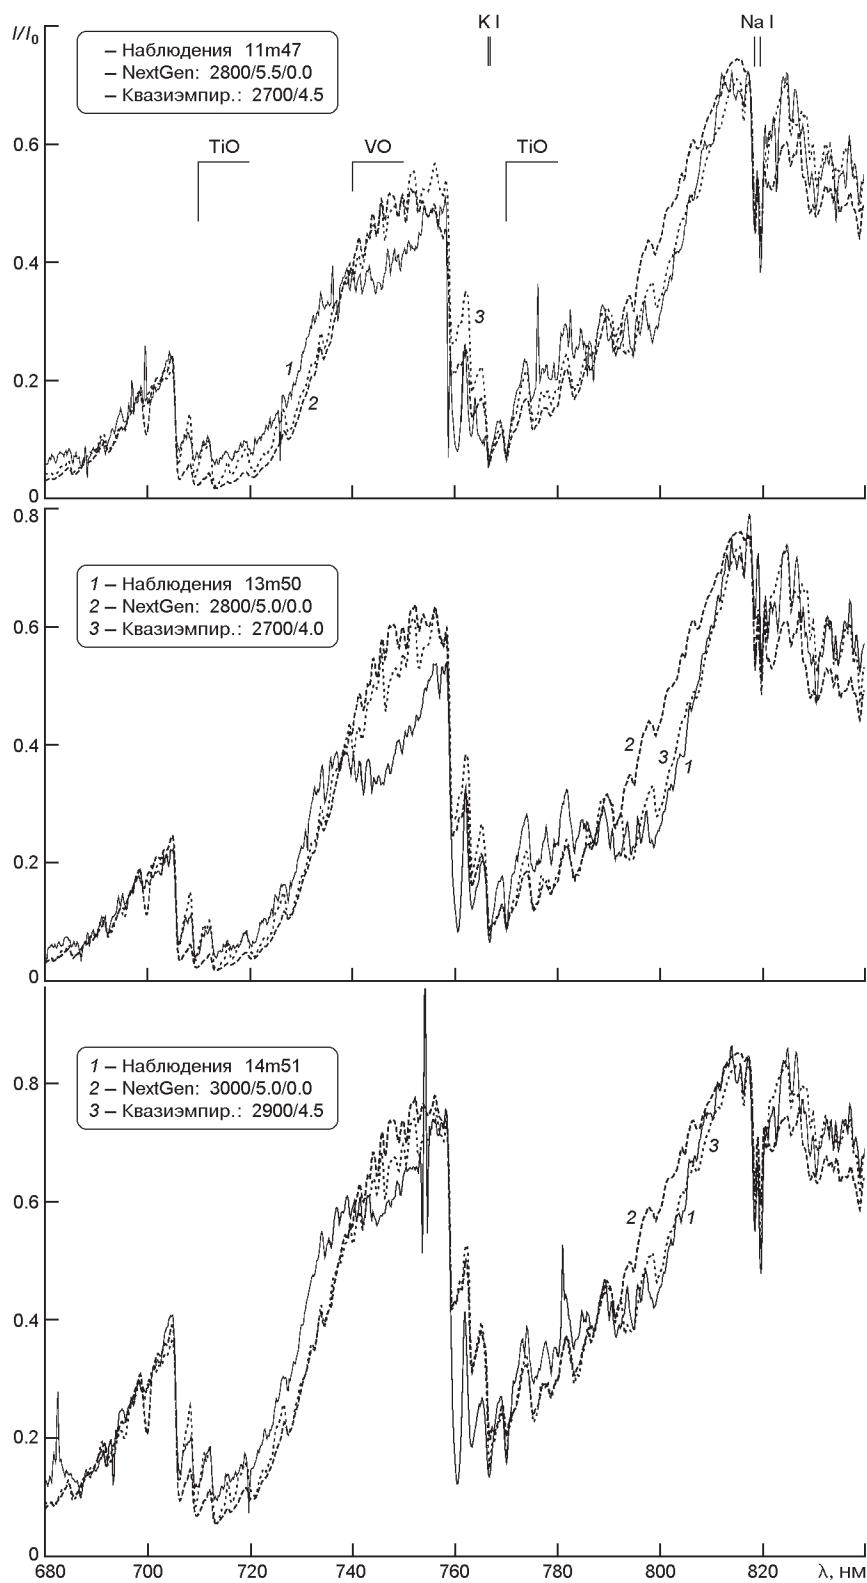 I/I0
K I
Na I
– Наблюдения 11m47
– NextGen: 2800/5.5/0.0
– Квазиэмпир.: 2700/4.5
TiO
VO
TiO
0.6
0.4
0.2
0
1
2
3
0.8
1 – Наблюдения 13m50
2 – NextGen: 2800/5.0/0.0
3 – Квазиэмпир.: 2700/4.0
0.6
0.4
0.2
0
2
3
1
1 – Наблюдения 14m51
2 – NextGen: 3000/5.0/0.0
3 – Квазиэмпир.: 2900/4.5
0.8
0.6
0.4
0.2
0
2
1
3
680 700 720 740 760 780 800 820 λ, нм